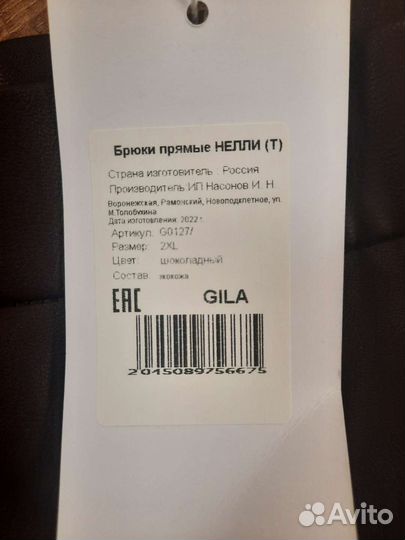 Брюки прямые НЕЛЛИ (Т)
Страна изготовитель : Россия
Производитель ИП Насонов И. Н.
Воронежская, Рамонский, Новоподклетное, ул.
М.Толобухина
Дата изготовления: 2022 г.
Артикул: G0127/
Размер: 2XL
Цвет: шоколадный
Состав: экокожа
EAC GILA
2015089756675
Avito